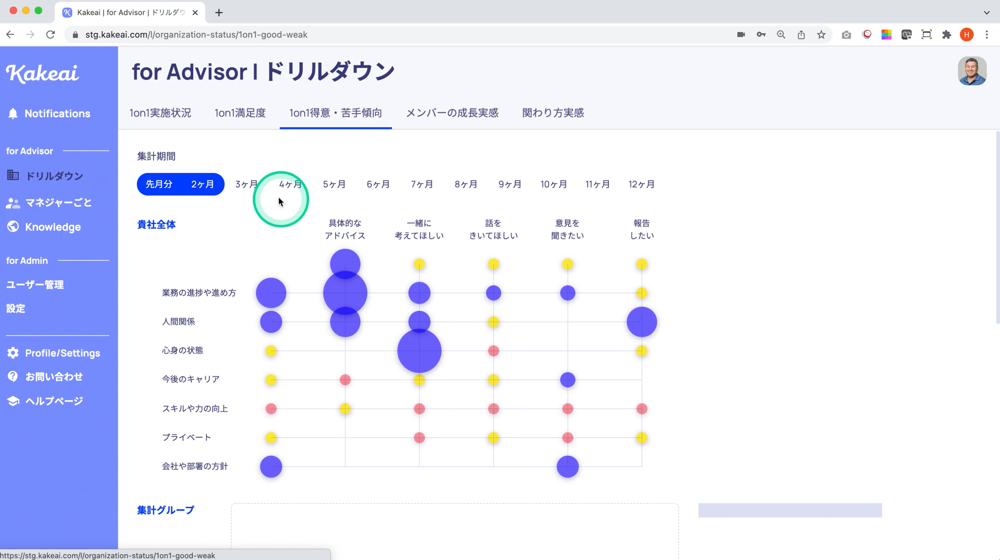 Kakeai | for Advisor | ドリルダウ
stg.kakeai.com/l/organization-status/1on1-good-weak
H
Kakeai
Notifications
for Advisor
ドリルダウン
マネジャーごと
Knowledge
for Admin
ユーザー管理
設定
Profile/Settings
お問い合わせ
ヘルプページ
for Advisor | ドリルダウン
1on1実施状況 1on1満足度 1on1得意・苦手傾向 メンバーの成長実感 関わり方実感
集計期間
先月分 2ヶ月 3ヶ月 4ヶ月 5ヶ月 6ヶ月 7ヶ月 8ヶ月 9ヶ月 10ヶ月 11ヶ月 12ヶ月
貴社全体
具体的な
アドバイス
一緒に
考えてほしい
話を
きいてほしい
意見を
聞きたい
報告
したい
業務の進捗や進め方
人間関係
心身の状態
今後のキャリア
スキルや力の向上
プライベート
会社や部署の方針
集計グループ
https://stg.kakeai.com/l/organization-status/1on1-good-weak